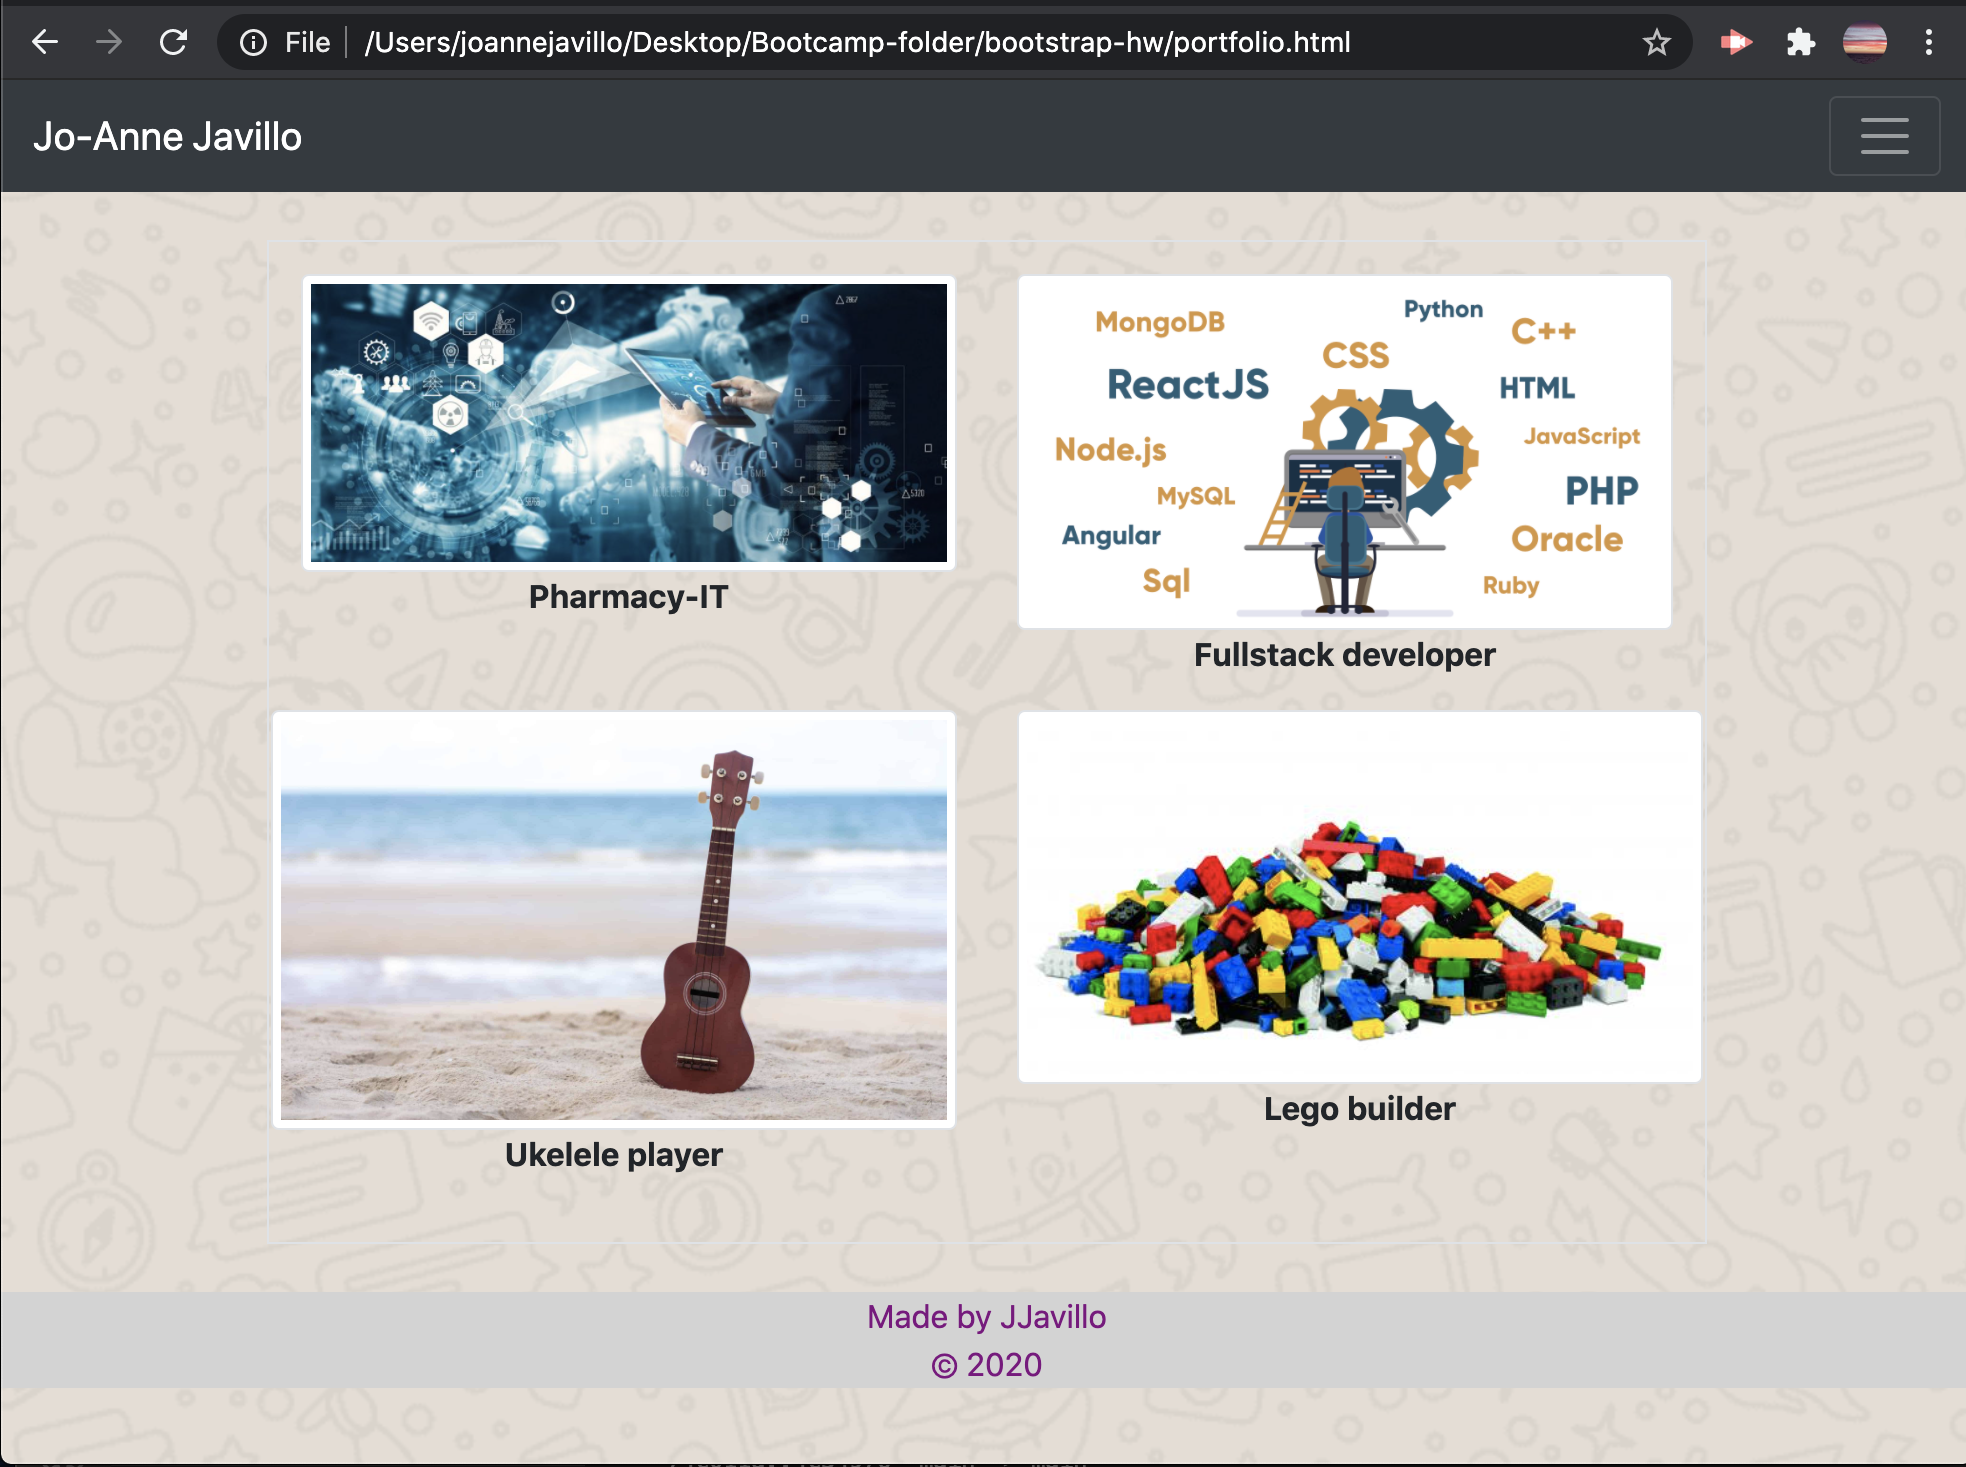 File /Users/joannejavillo/Desktop/Bootcamp-folder/bootstrap-hw/portfolio.html
Jo-Anne Javillo
MongoDB
Python
C++
CSS
ReactJS
HTML
JavaScript
Node.js
MySQL
PHP
Angular
Oracle
Sql
Ruby
Pharmacy-IT
Fullstack developer
Ukelele player
Lego builder
Made by JJavillo
© 2020